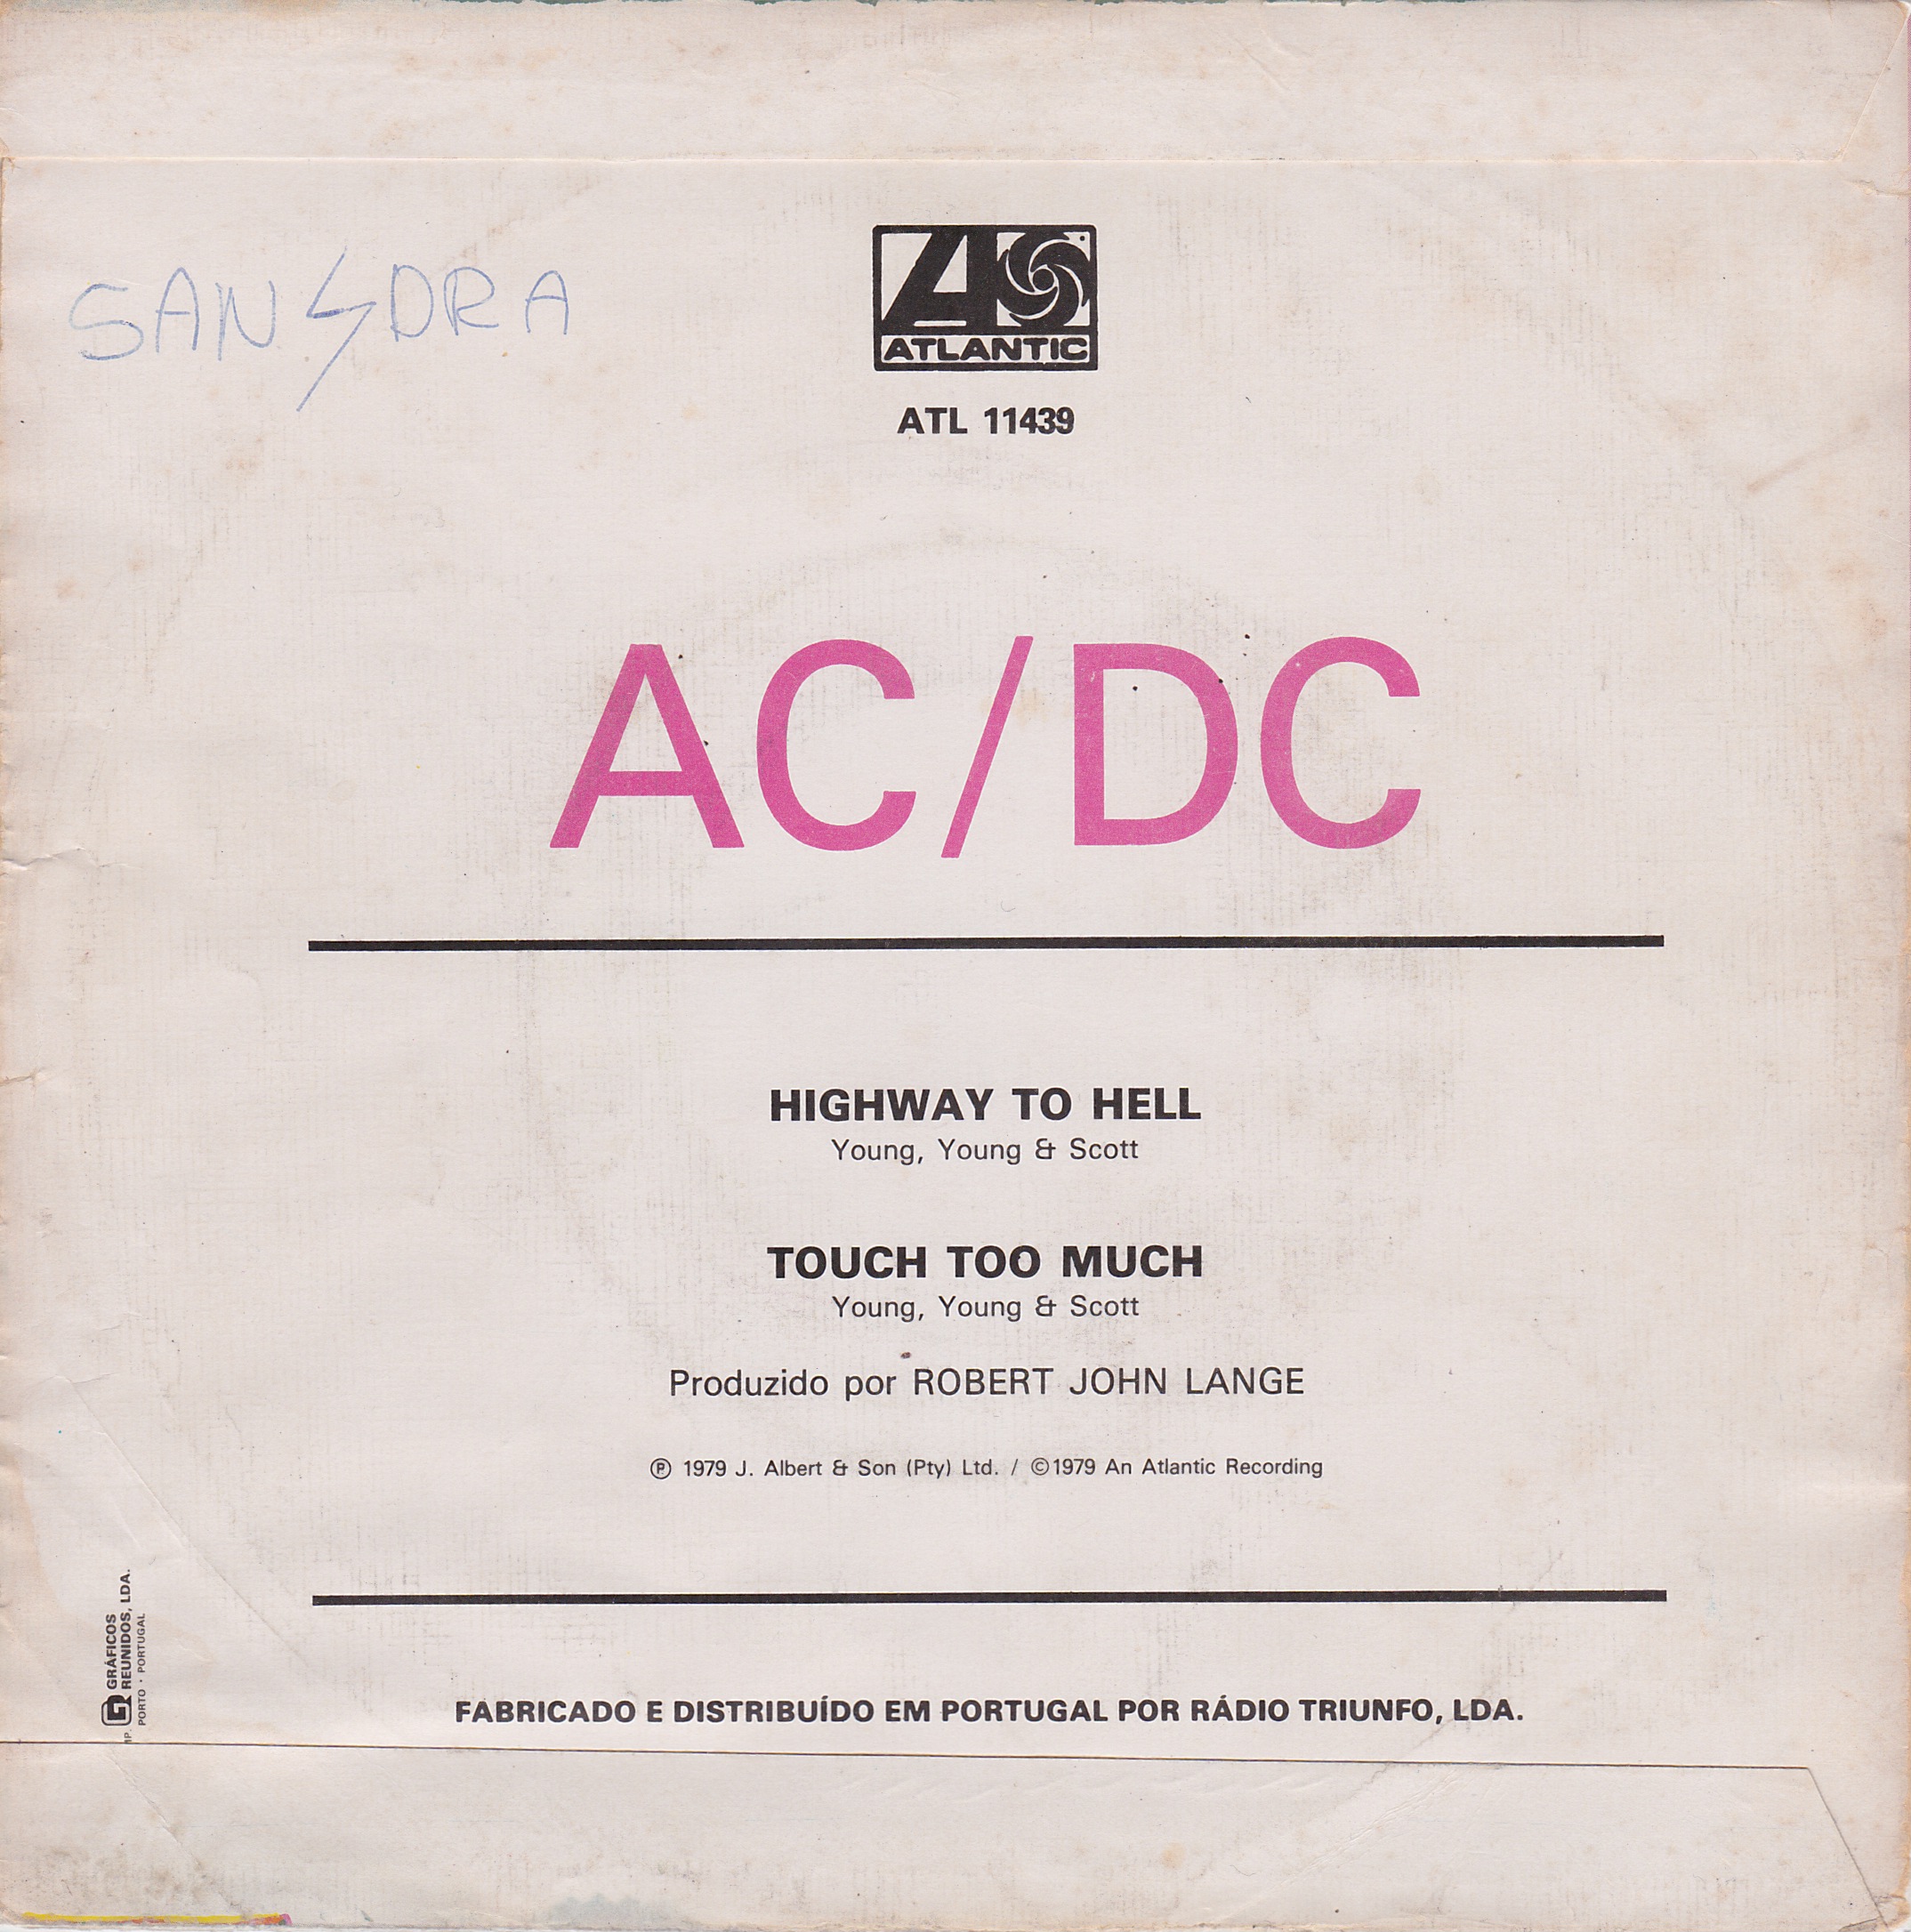 SAN⚡DRA
ATLANTIC
ATL 11439
AC/DC
HIGHWAY TO HELL
Young, Young & Scott
TOUCH TOO MUCH
Young, Young & Scott
Produzido por ROBERT JOHN LANGE
℗ 1979 J. Albert & Son (Pty) Ltd. / ©1979 An Atlantic Recording
GRÁFICOS
REUNIDOS, LDA.
PORTO · PORTUGAL
FABRICADO E DISTRIBUÍDO EM PORTUGAL POR RÁDIO TRIUNFO, LDA.